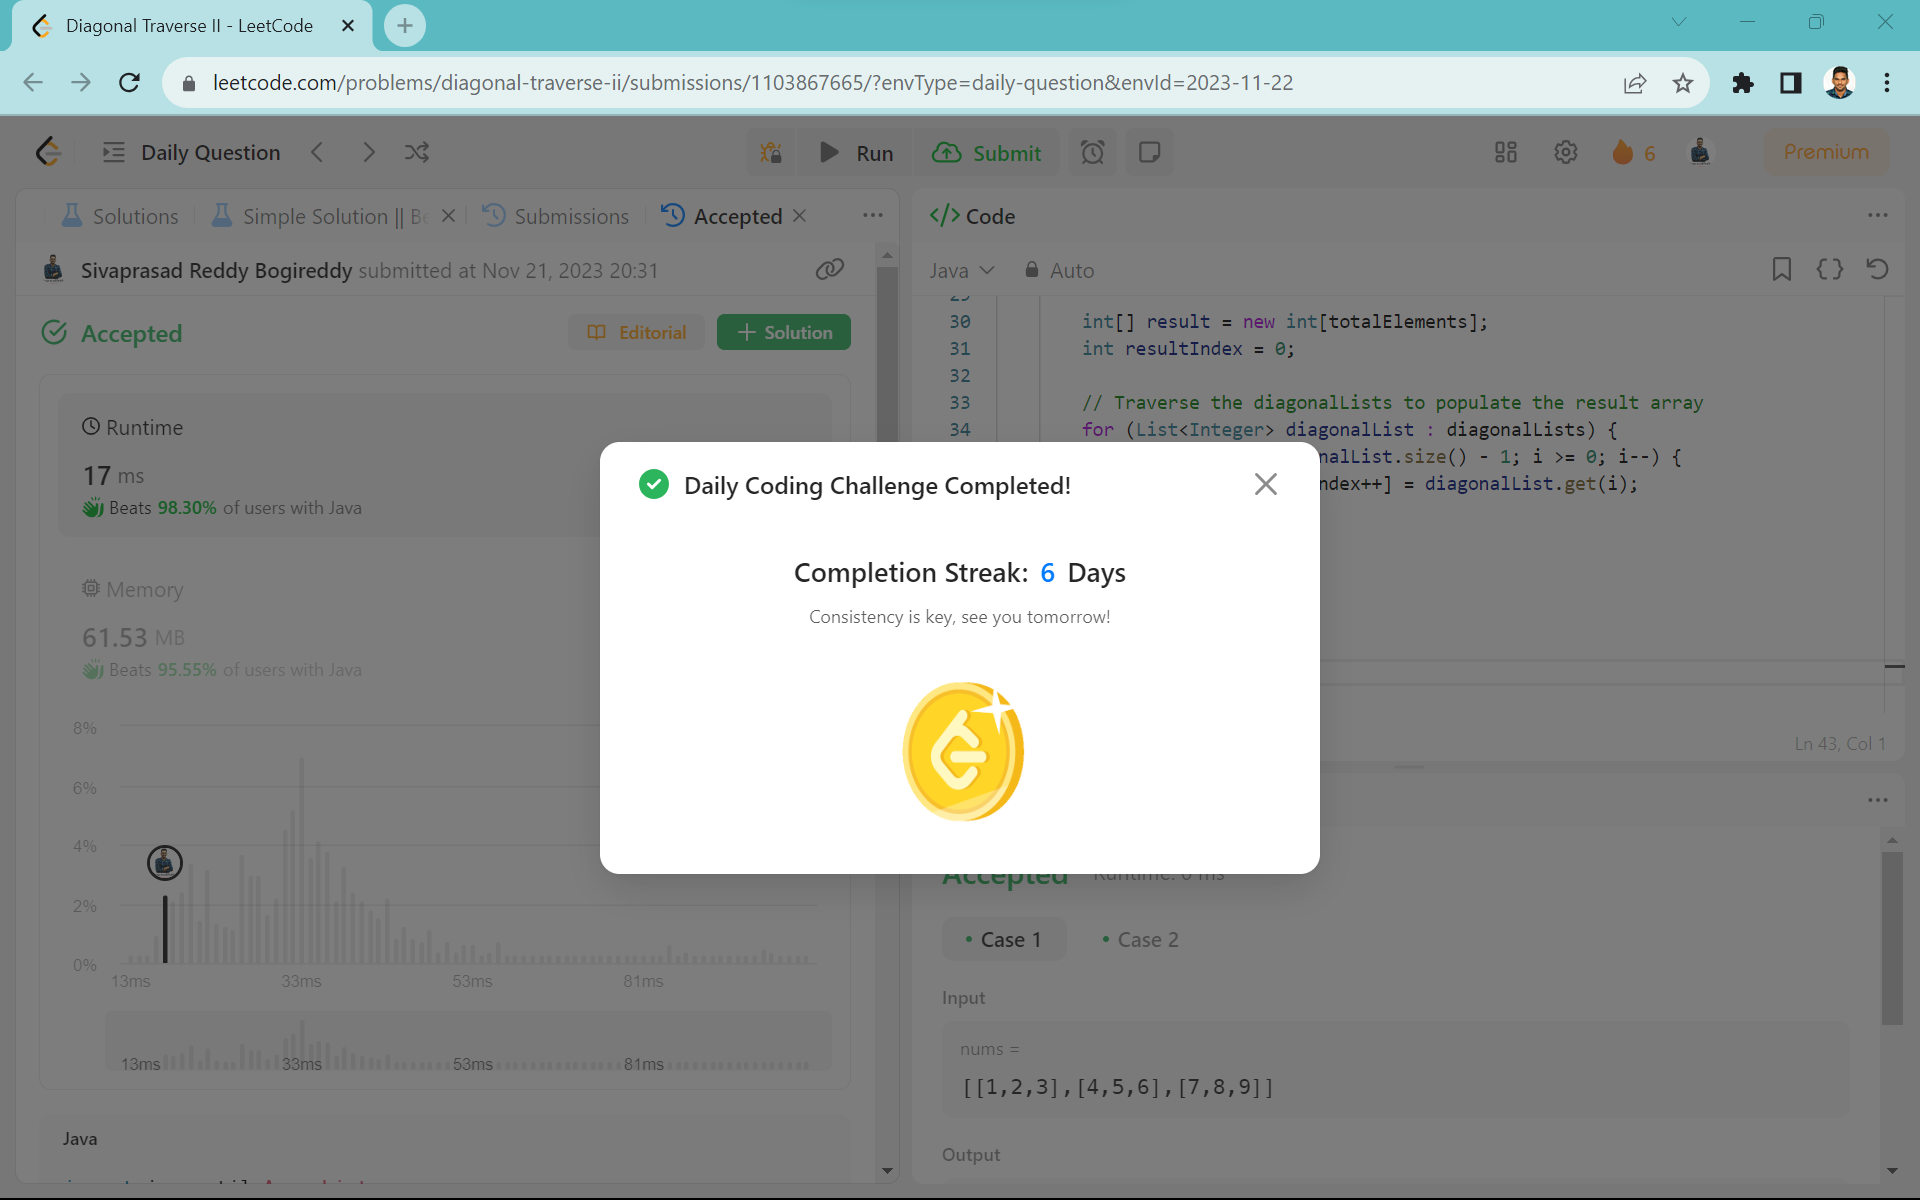 Diagonal Traverse II - LeetCode
leetcode.com/problems/diagonal-traverse-ii/submissions/1103867665/?envType=daily-question&envId=2023-11-22
Daily Question
Run
Submit
6
Premium
Solutions
Simple Solution || Be
Submissions
Accepted
Sivaprasad Reddy Bogireddy submitted at Nov 21, 2023 20:31
Accepted
Editorial
+ Solution
Runtime
17 ms
Beats 98.30% of users with Java
Memory
61.53 MB
Beats 95.55% of users with Java
8%
6%
4%
2%
0%
13ms 33ms 53ms 81ms
13ms 33ms 53ms 81ms
Java
</> Code
Java
Auto
29
30 int[] result = new int[totalElements];
31 int resultIndex = 0;
32
33 // Traverse the diagonalLists to populate the result array
34 for (List<Integer> diagonalList : diagonalLists) {
nalList.size() - 1; i >= 0; i--) {
ndex++] = diagonalList.get(i);
Ln 43, Col 1
Daily Coding Challenge Completed!
Completion Streak: 6 Days
Consistency is key, see you tomorrow!
Accepted Runtime: 0 ms
• Case 1
• Case 2
Input
nums =
[[1,2,3],[4,5,6],[7,8,9]]
Output